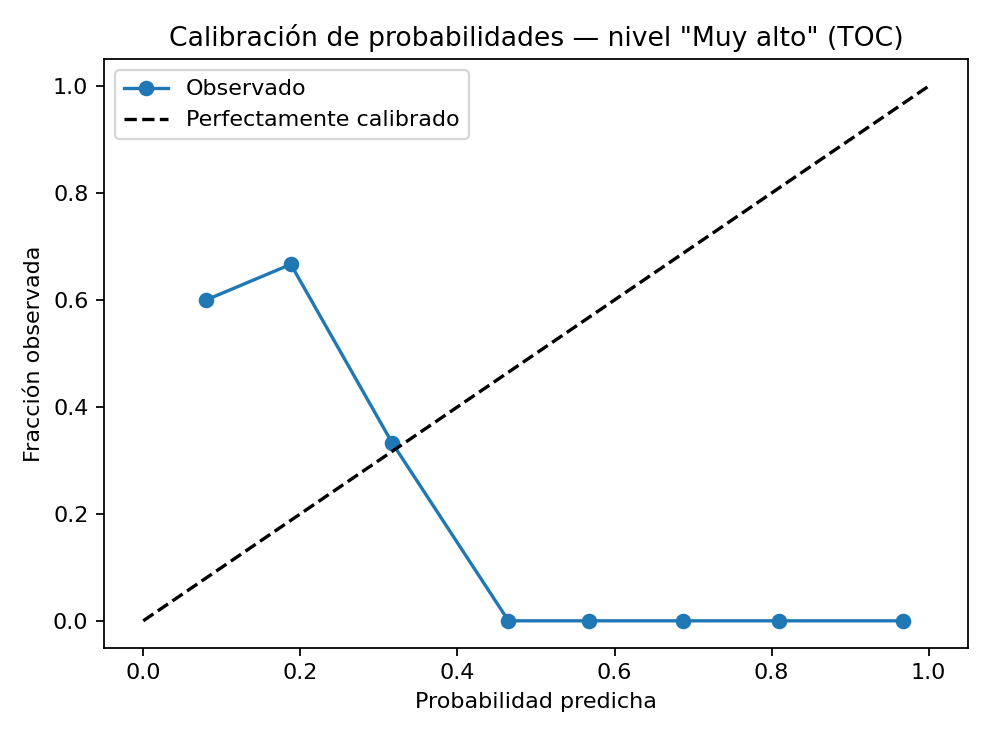 Calibración de probabilidades — nivel "Muy alto" (TOC)
Observado
Perfectamente calibrado
Fracción observada
1.0
0.8
0.6
0.4
0.2
0.0
0.0 0.2 0.4 0.6 0.8 1.0
Probabilidad predicha